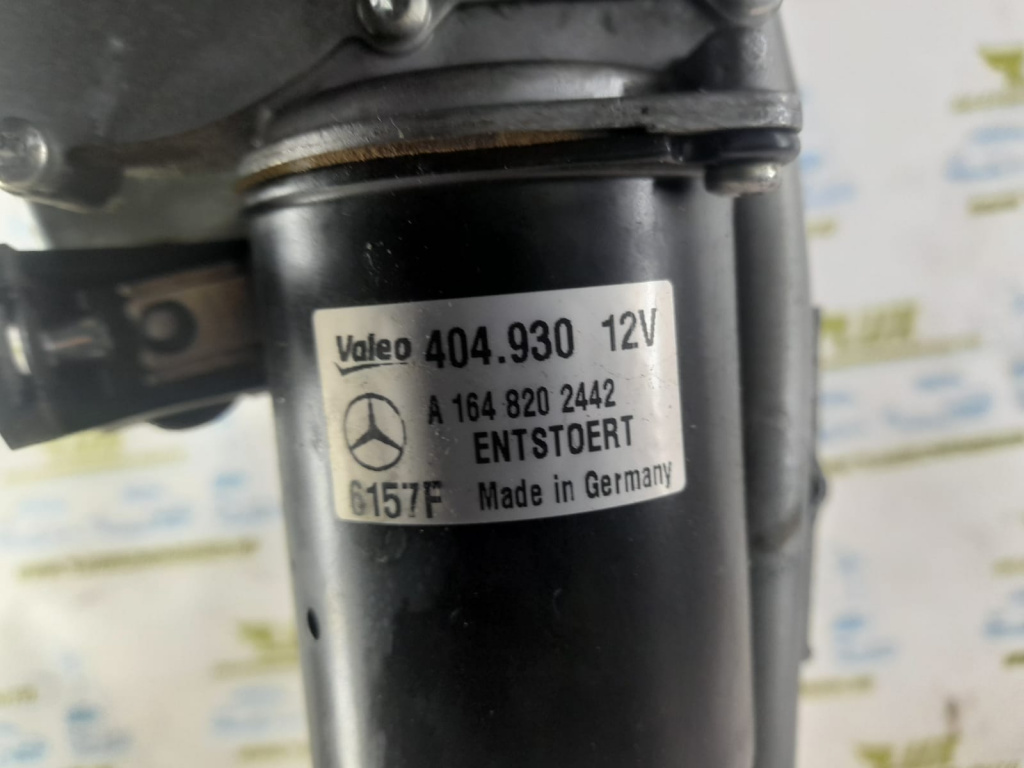 Valeo 404.930 12V
A 164 820 2442
ENTSTOERT
6157F Made in Germany